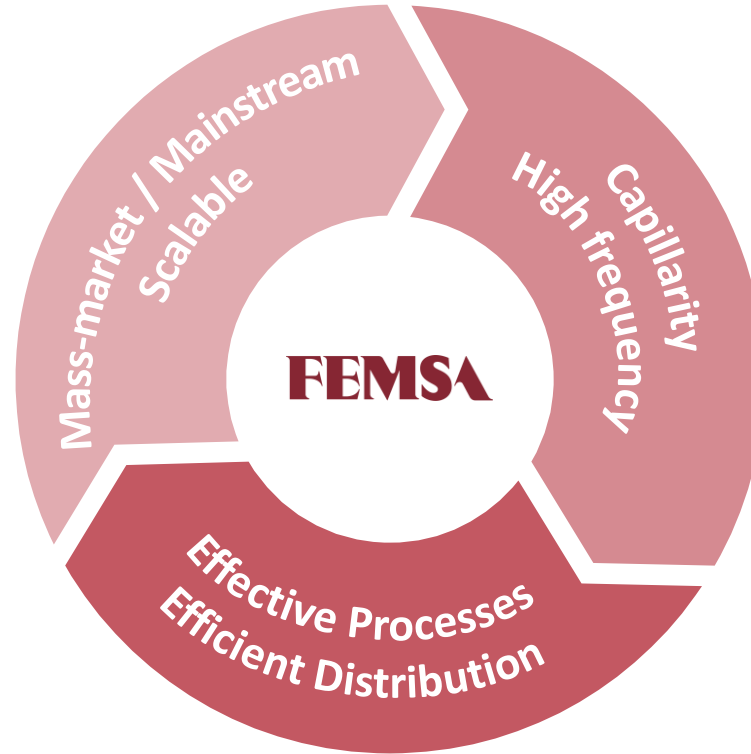 Mass-market / Mainstream
Scalable
Capillarity
High frequency
FEMSA
Effective Processes
Efficient Distribution